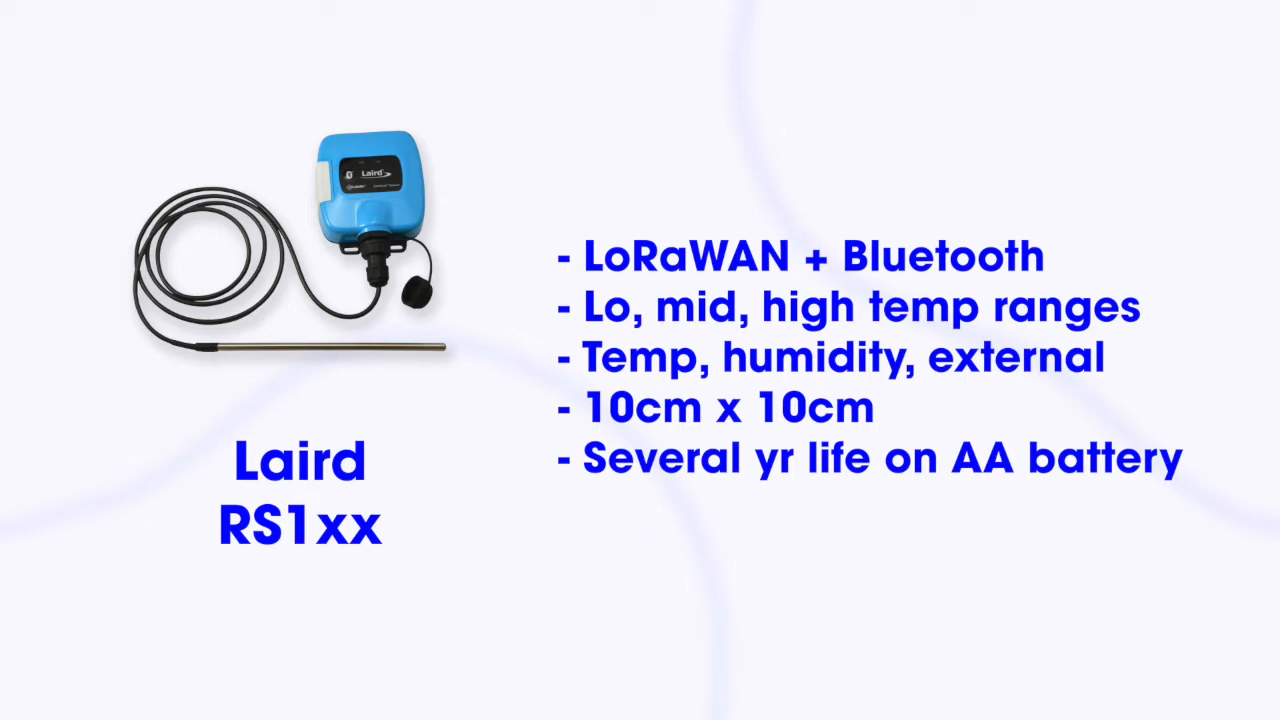 Laird
Laird
RS1xx
- LoRaWAN + Bluetooth
- Lo, mid, high temp ranges
- Temp, humidity, external
- 10cm x 10cm
- Several yr life on AA battery